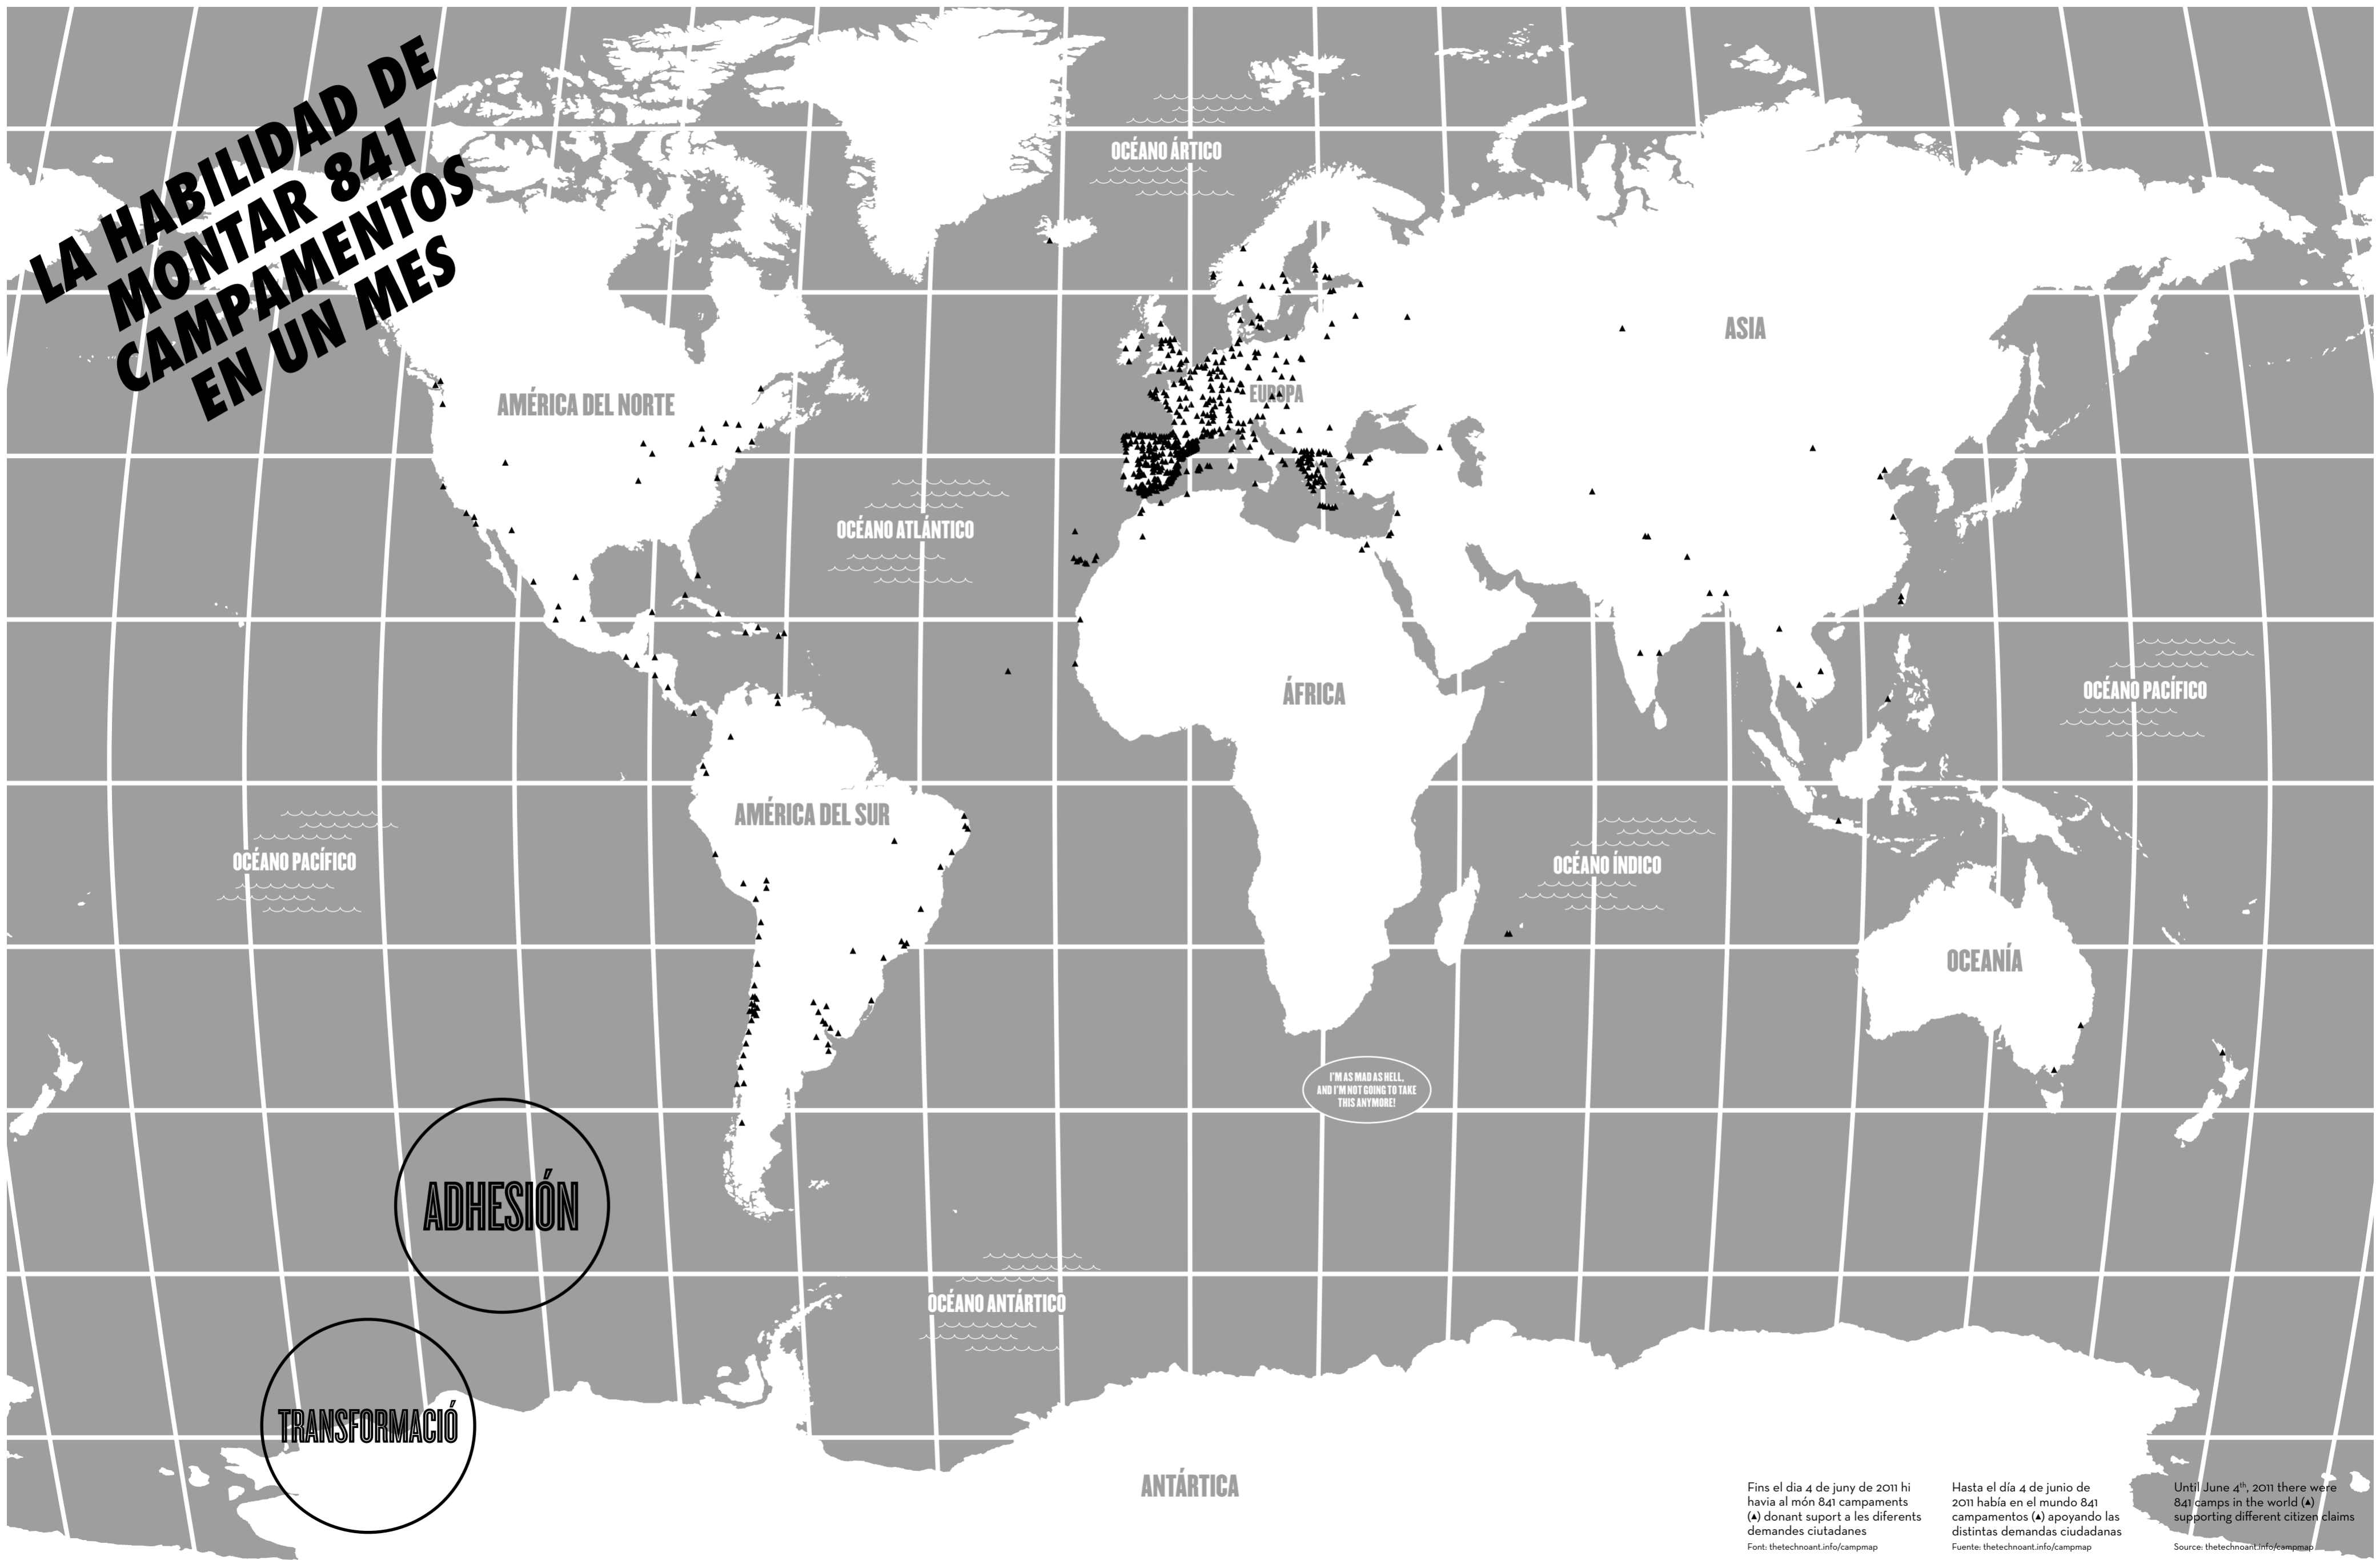 LA HABILIDAD DE
MONTAR 841
CAMPAMENTOS
EN UN MES
OCÉANO ÁRTICO
ASIA
AMÉRICA DEL NORTE
EUROPA
OCÉANO ATLÁNTICO
ÁFRICA
OCÉANO PACÍFICO
AMÉRICA DEL SUR
OCÉANO PACÍFICO
OCÉANO ÍNDICO
OCEANÍA
I'M AS MAD AS HELL,
AND I'M NOT GOING TO TAKE
THIS ANYMORE!
ADHESIÓN
OCÉANO ANTÁRTICO
TRANSFORMACIÓ
ANTÁRTICA
Fins el dia 4 de juny de 2011 hi
havia al món 841 campaments
(▲) donant suport a les diferents
demandes ciutadanes
Font: thetechnoant.info/campmap
Hasta el día 4 de junio de
2011 había en el mundo 841
campamentos (▲) apoyando las
distintas demandas ciudadanas
Fuente: thetechnoant.info/campmap
Until June 4th, 2011 there were
841 camps in the world (▲)
supporting different citizen claims
Source: thetechnoant.info/campmap